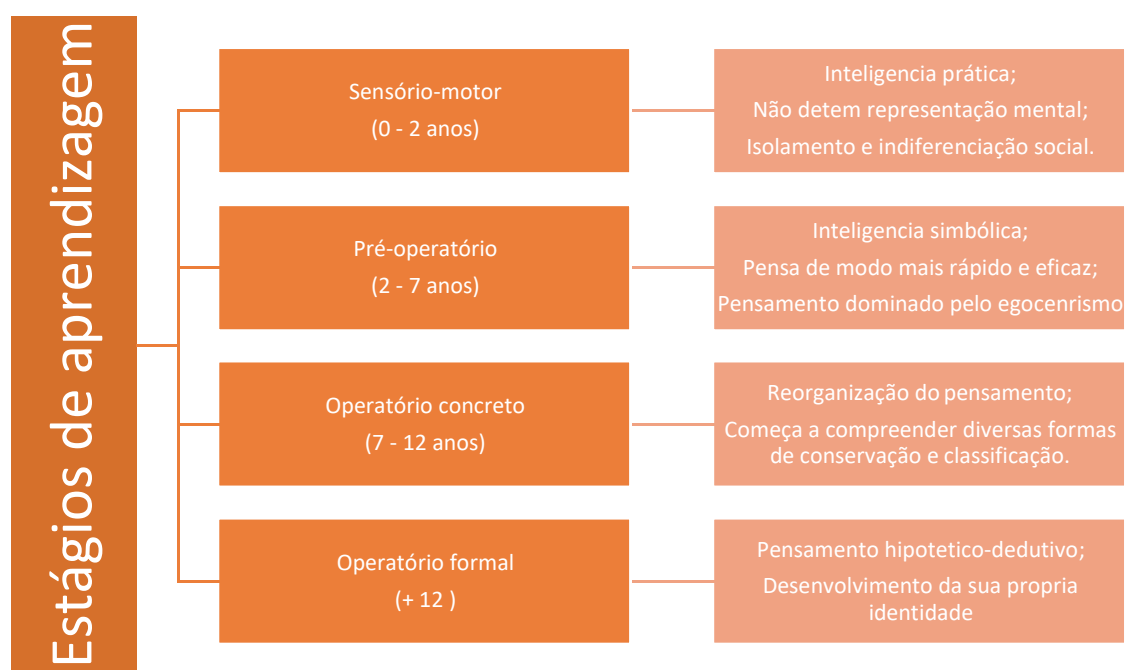 Estágios de aprendizagem
Sensório-motor
(0 - 2 anos)
Inteligencia prática;
Não detem representação mental;
Isolamento e indiferenciação social.
Pré-operatório
(2 - 7 anos)
Inteligencia simbólica;
Pensa de modo mais rápido e eficaz;
Pensamento dominado pelo egocenrismo
Operatório concreto
(7 - 12 anos)
Reorganização do pensamento;
Começa a compreender diversas formas
de conservação e classificação.
Operatório formal
(+ 12 )
Pensamento hipotetico-dedutivo;
Desenvolvimento da sua propria
identidade